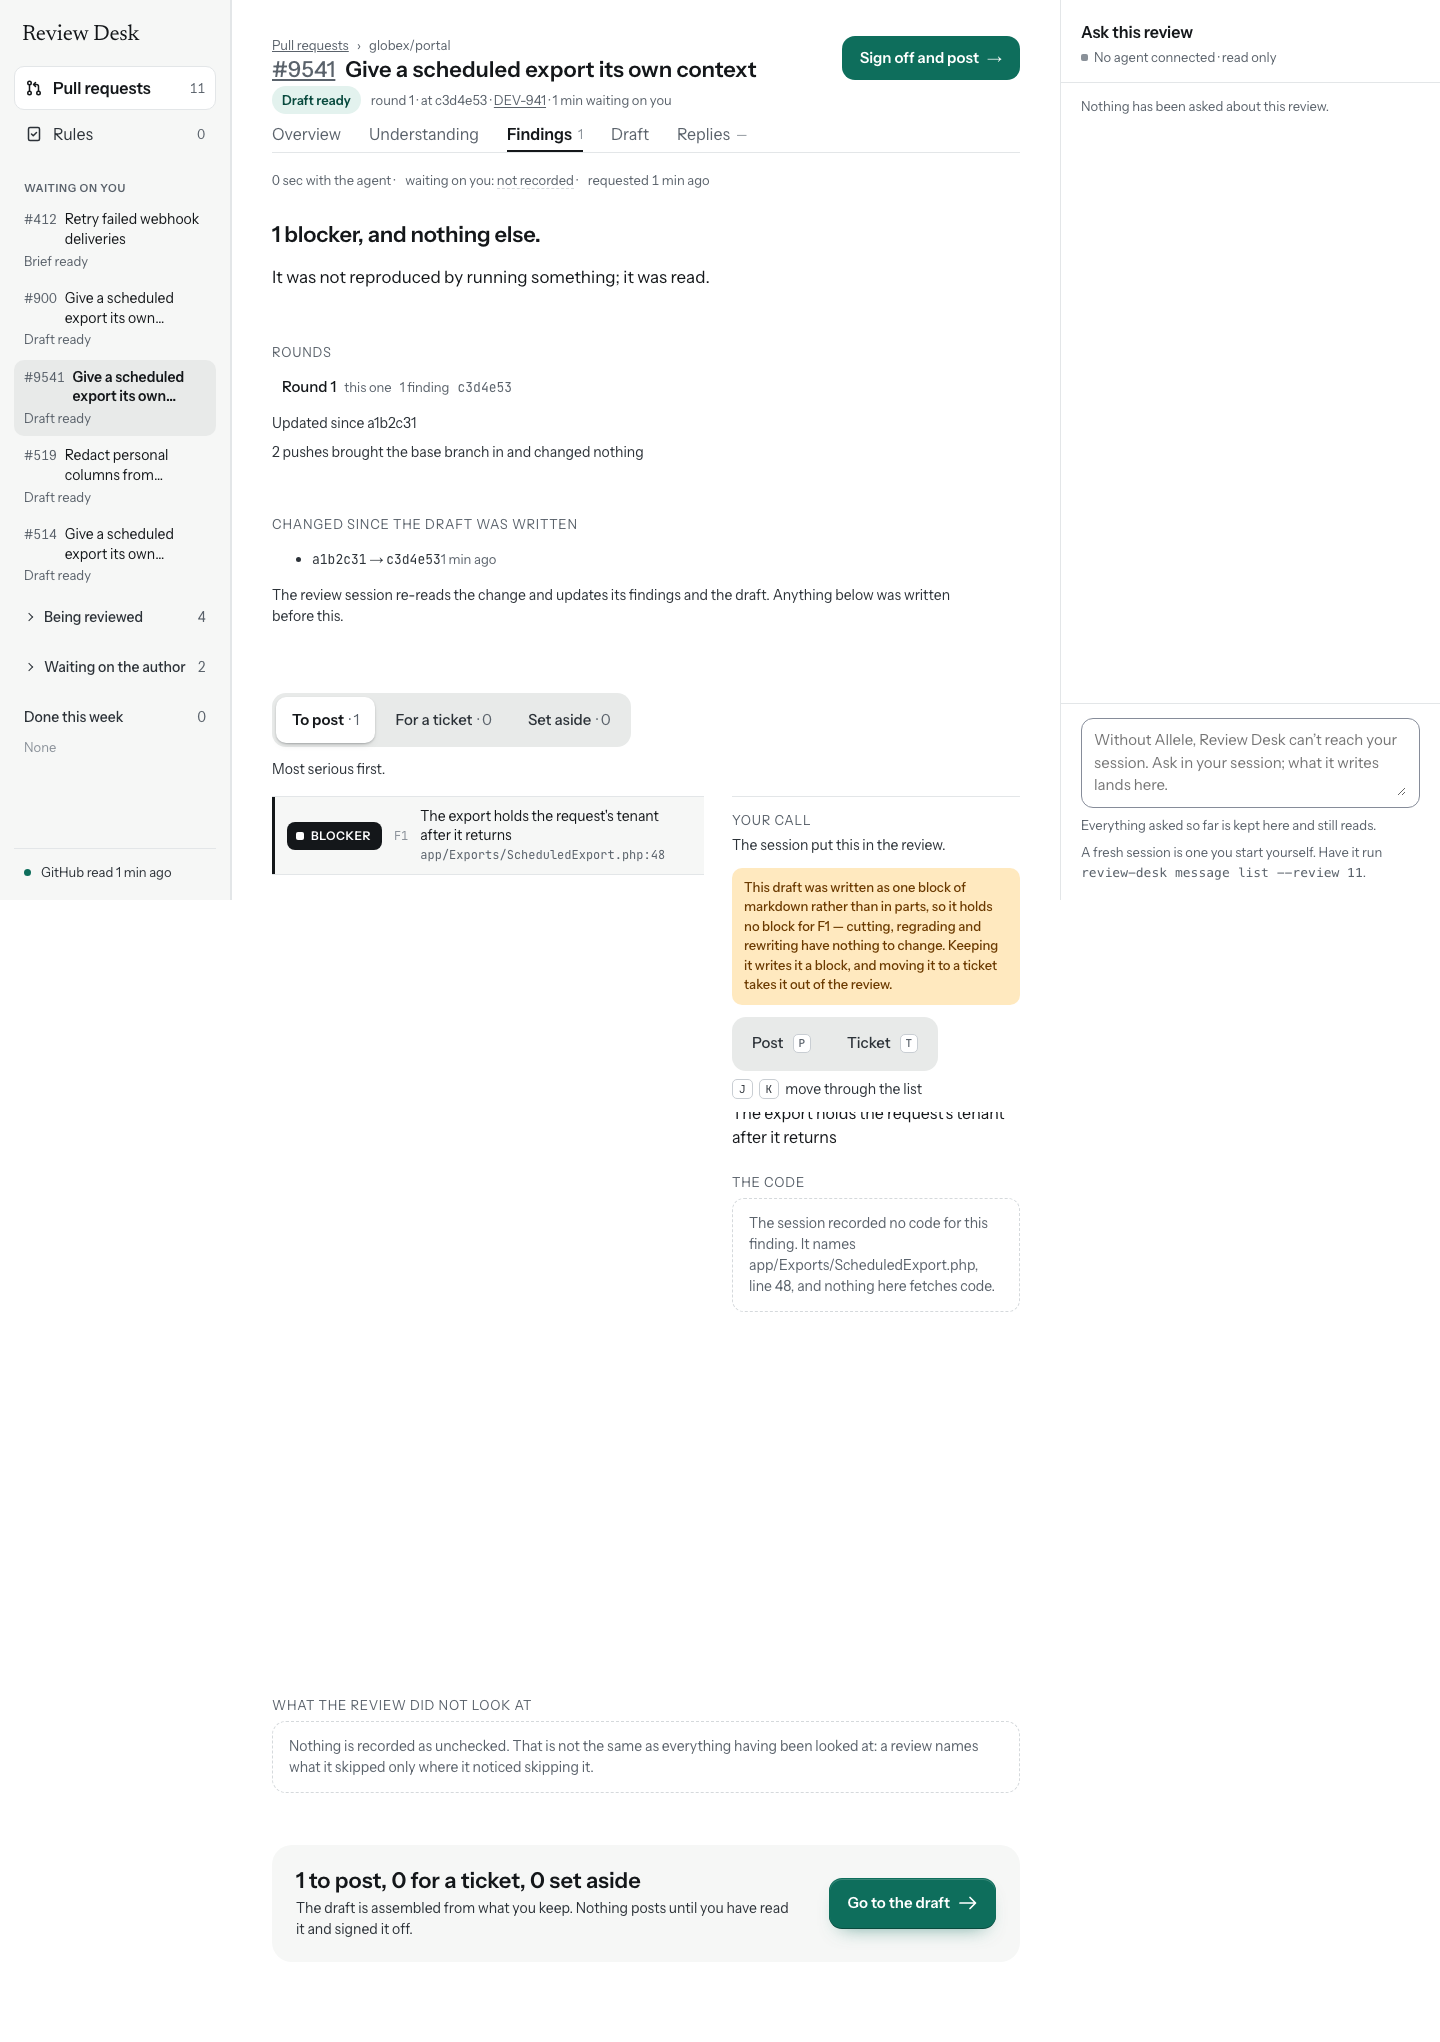 Review Desk
Pull requests 11
Rules 0
WAITING ON YOU
#412 Retry failed webhook
deliveries
Brief ready
#900 Give a scheduled
export its own…
Draft ready
#9541 Give a scheduled
export its own…
Draft ready
#519 Redact personal
columns from…
Draft ready
#514 Give a scheduled
export its own…
Draft ready
Being reviewed 4
Waiting on the author 2
Done this week 0
None
GitHub read 1 min ago
Pull requests › globex/portal
#9541 Give a scheduled export its own context
Sign off and post →
Draft ready round 1 · at c3d4e53 · DEV-941 · 1 min waiting on you
Overview Understanding Findings 1 Draft Replies —
0 sec with the agent · waiting on you: not recorded · requested 1 min ago
1 blocker, and nothing else.
It was not reproduced by running something; it was read.
ROUNDS
Round 1 this one 1 finding c3d4e53
Updated since a1b2c31
2 pushes brought the base branch in and changed nothing
CHANGED SINCE THE DRAFT WAS WRITTEN
• a1b2c31 → c3d4e531 min ago
The review session re-reads the change and updates its findings and the draft. Anything below was written
before this.
To post · 1 For a ticket · 0 Set aside · 0
Most serious first.
BLOCKER F1 The export holds the request's tenant
after it returns
app/Exports/ScheduledExport.php:48
YOUR CALL
The session put this in the review.
This draft was written as one block of
markdown rather than in parts, so it holds
no block for F1 — cutting, regrading and
rewriting have nothing to change. Keeping
it writes it a block, and moving it to a ticket
takes it out of the review.
Post P Ticket T
J K move through the list
The export holds the request's tenant
after it returns
THE CODE
The session recorded no code for this
finding. It names
app/Exports/ScheduledExport.php,
line 48, and nothing here fetches code.
WHAT THE REVIEW DID NOT LOOK AT
Nothing is recorded as unchecked. That is not the same as everything having been looked at: a review names
what it skipped only where it noticed skipping it.
1 to post, 0 for a ticket, 0 set aside
The draft is assembled from what you keep. Nothing posts until you have read
it and signed it off.
Go to the draft →
Ask this review
No agent connected · read only
Nothing has been asked about this review.
Without Allele, Review Desk can't reach your
session. Ask in your session; what it writes
lands here.
Everything asked so far is kept here and still reads.
A fresh session is one you start yourself. Have it run
review-desk message list --review 11.